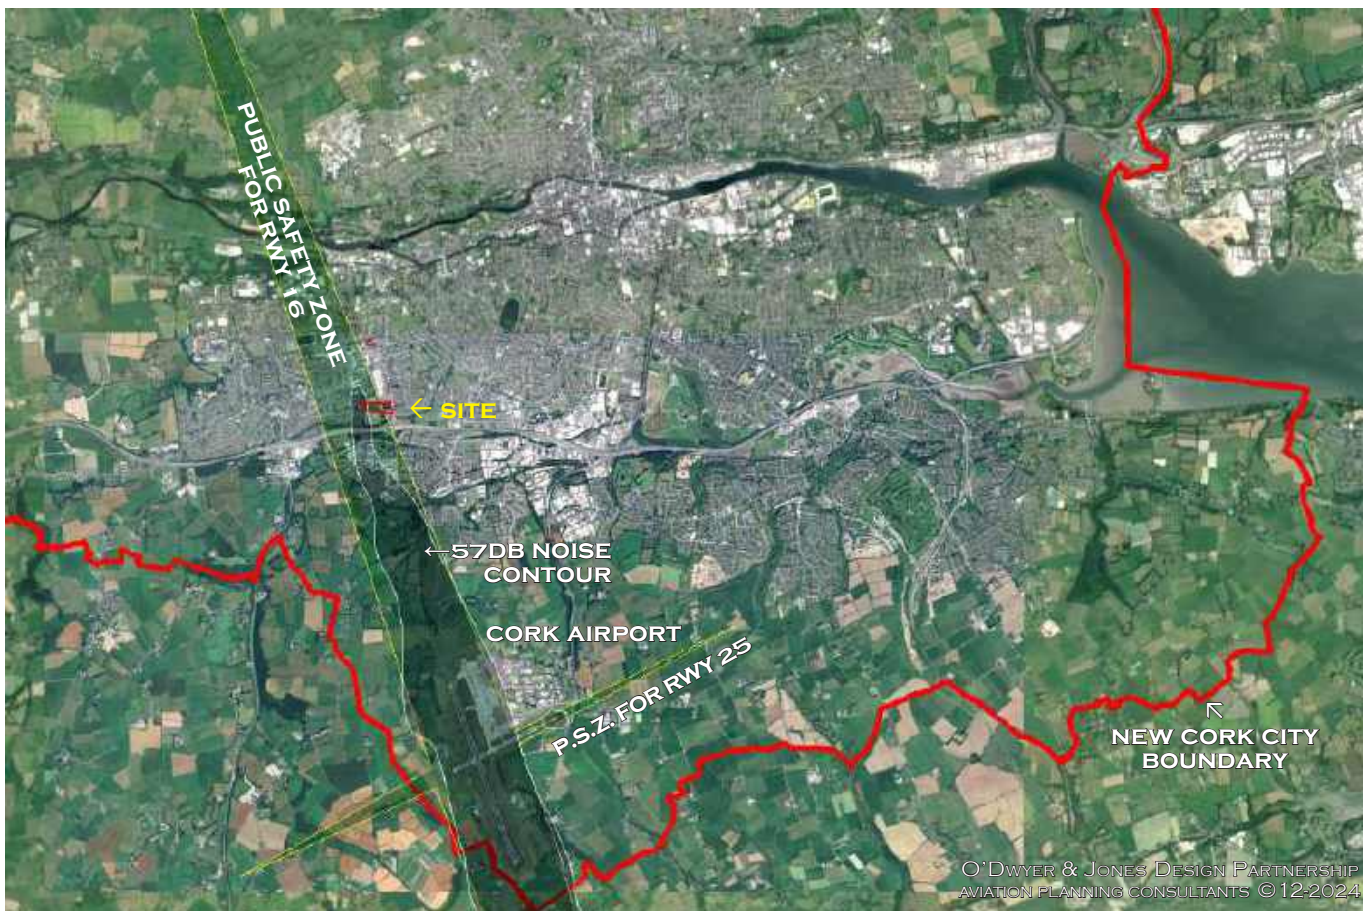 PUBLIC SAFETY ZONE
FOR RWY 16
← SITE
←57DB NOISE
CONTOUR
CORK AIRPORT
P.S.Z. FOR RWY 25
NEW CORK CITY
BOUNDARY
O'DWYER & JONES DESIGN PARTNERSHIP
AVIATION PLANNING CONSULTANTS ©12-2024